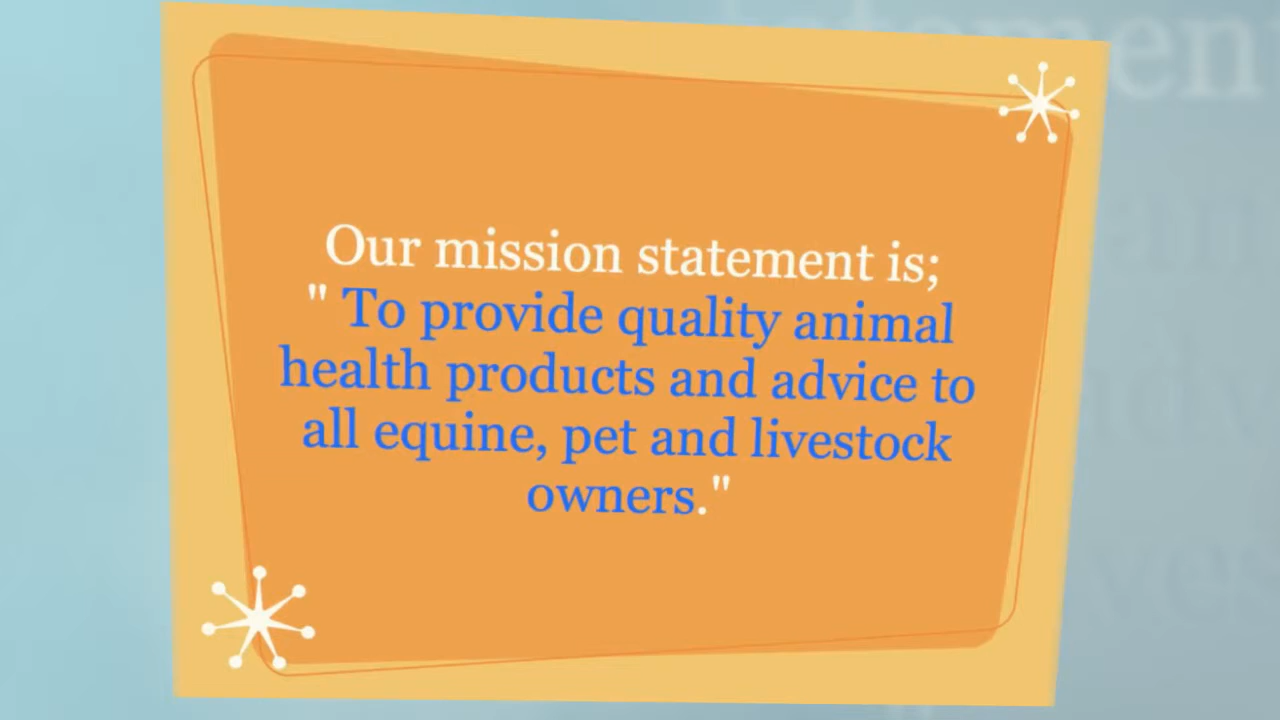 Our mission statement is;
" To provide quality animal
health products and advice to
all equine, pet and livestock
owners."